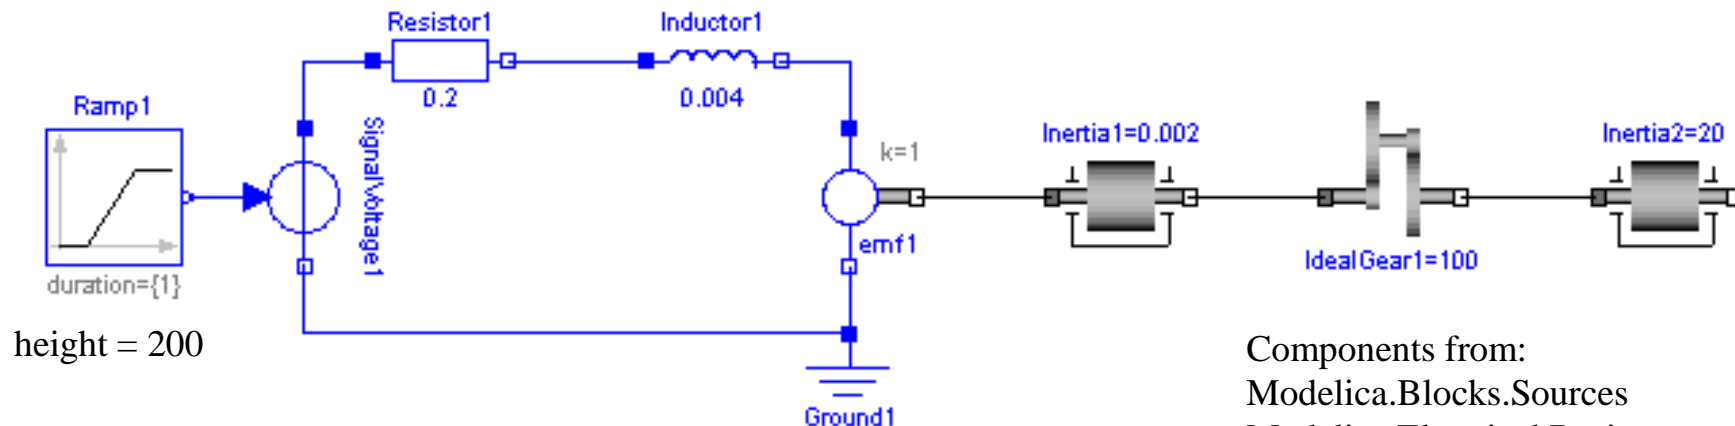 Resistor1
Inductor1
0.2
0.004
Ramp1
SignalVoltage1
duration={1}
height = 200
k=1
emf1
Ground1
Inertia1=0.002
IdealGear1=100
Inertia2=20
Components from:
Modelica.Blocks.Sources